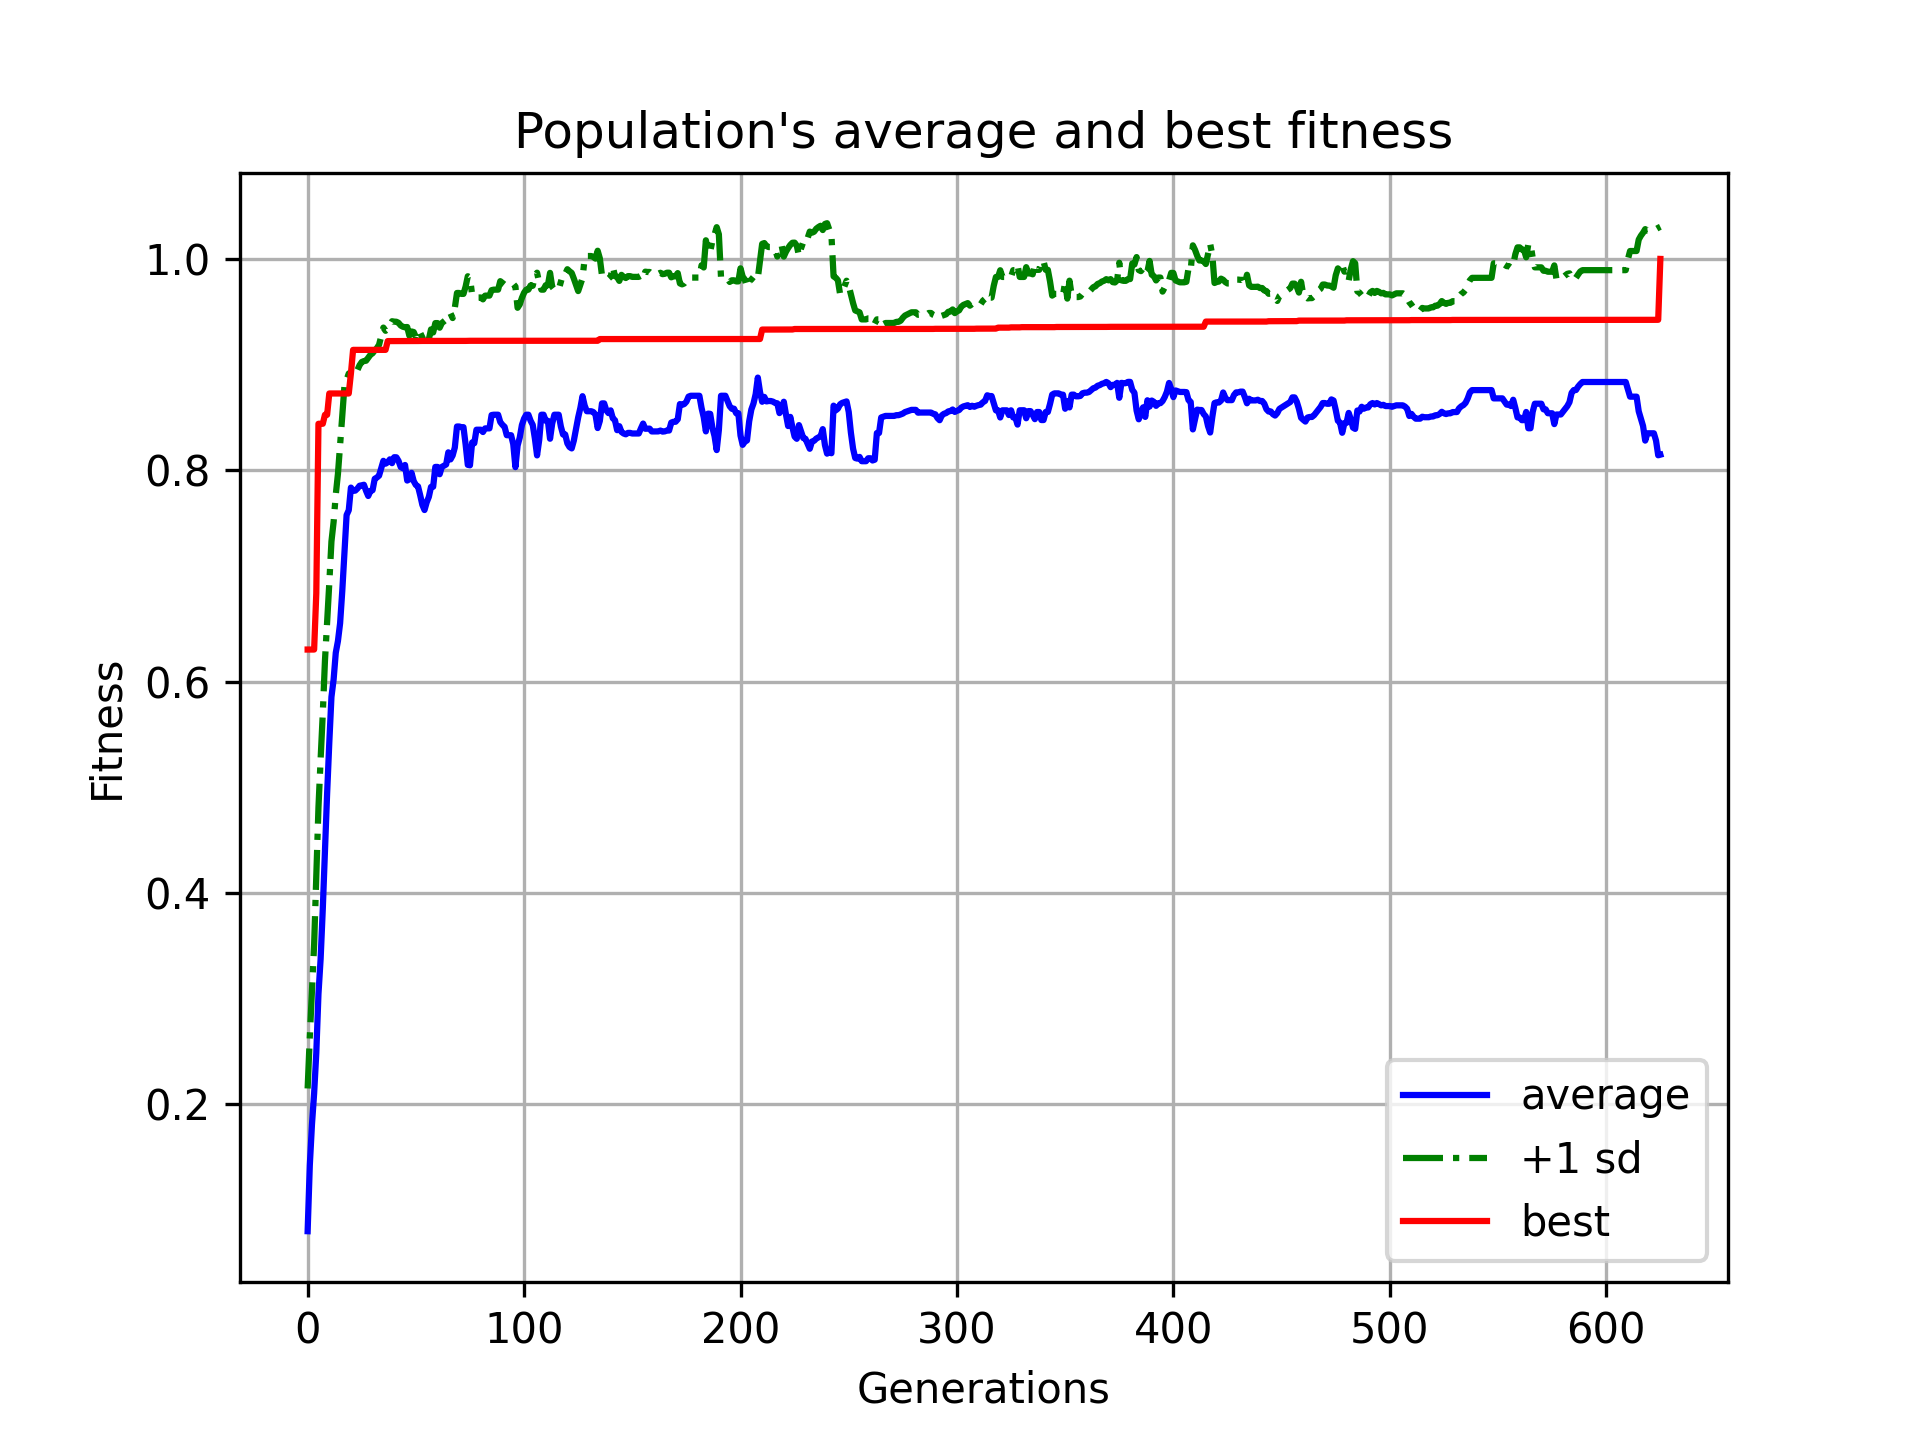 Population's average and best fitness
1.0
0.8
0.6
0.4
0.2
Fitness
average
+1 sd
best
0 100 200 300 400 500 600
Generations